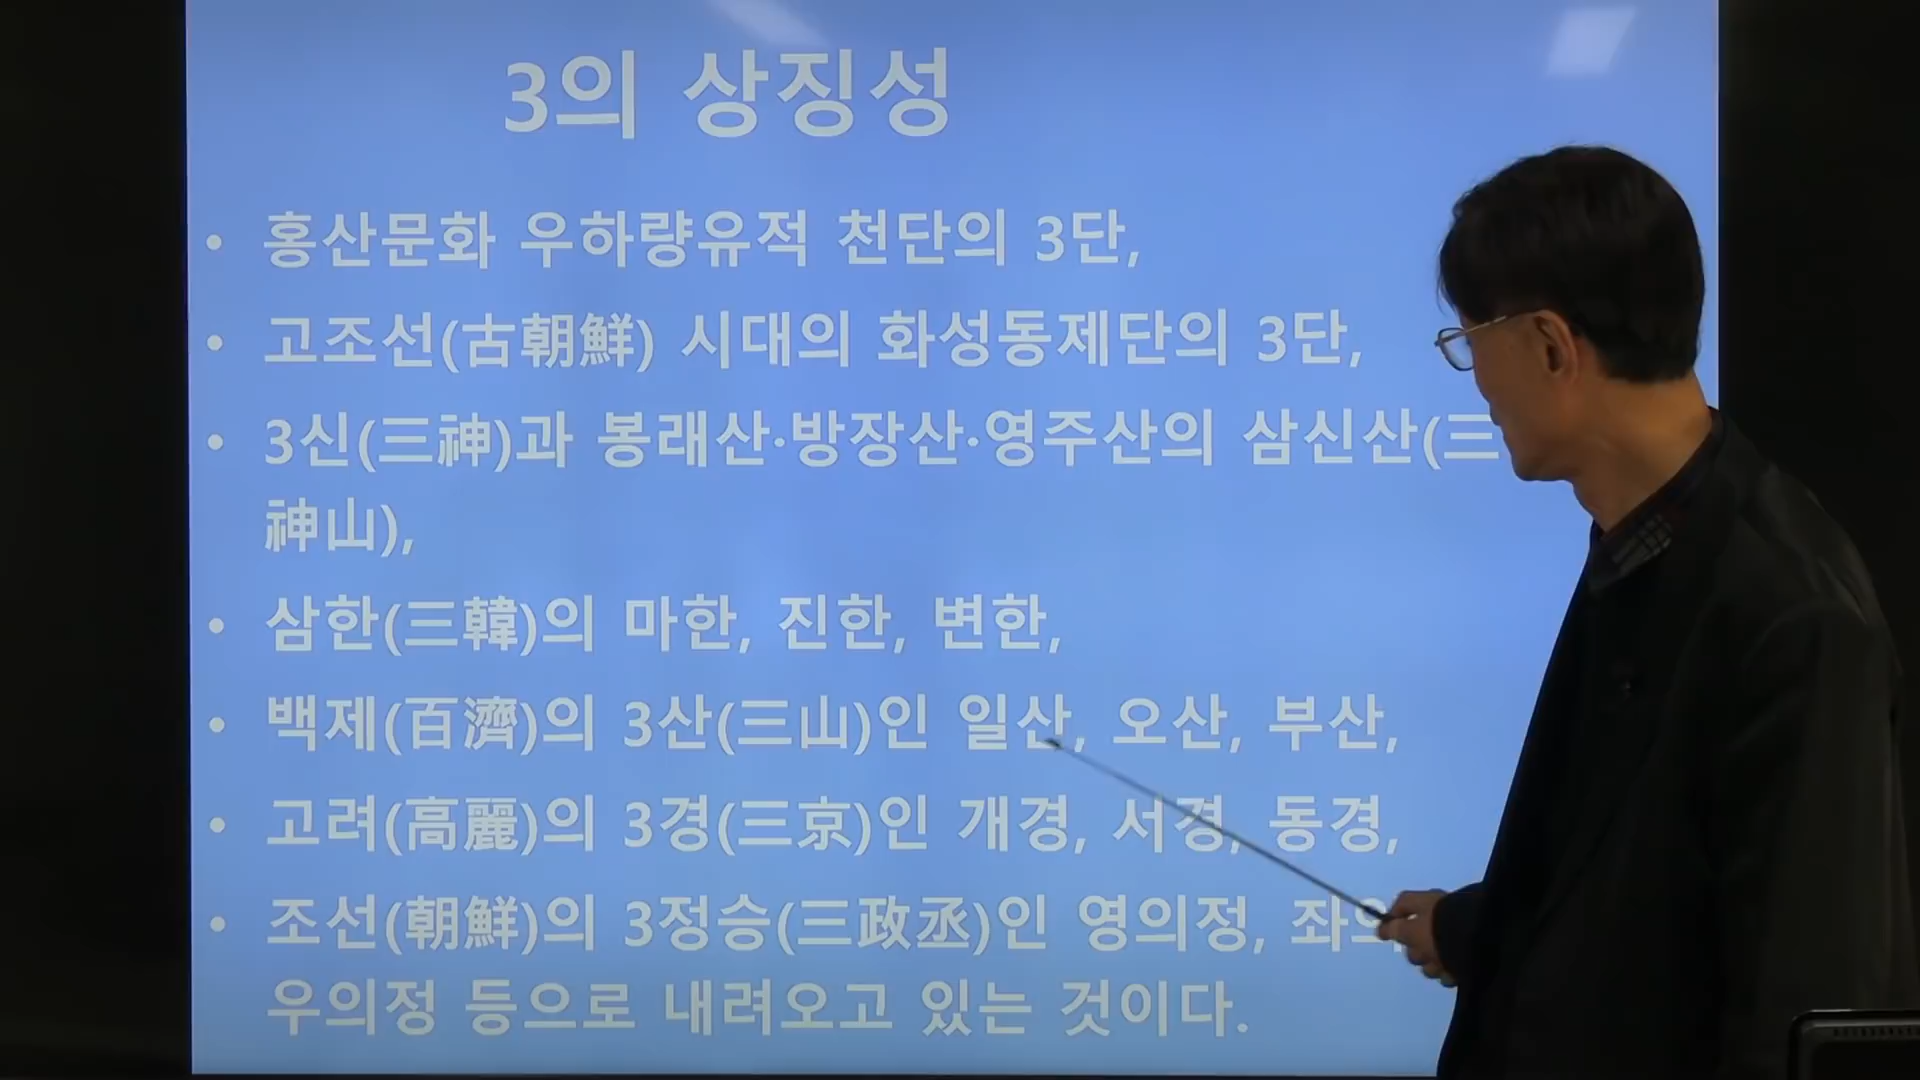 3의 상징성
• 홍산문화 우하량유적 천단의 3단,
• 고조선(古朝鮮) 시대의 화성동제단의 3단,
• 3신(三神)과 봉래산·방장산·영주산의 삼신산(三
神山),
• 삼한(三韓)의 마한, 진한, 변한,
• 백제(百濟)의 3산(三山)인 일산, 오산, 부산,
• 고려(高麗)의 3경(三京)인 개경, 서경, 동경,
• 조선(朝鮮)의 3정승(三政丞)인 영의정,
우의정 등으로 내려오고 있는 것이다.